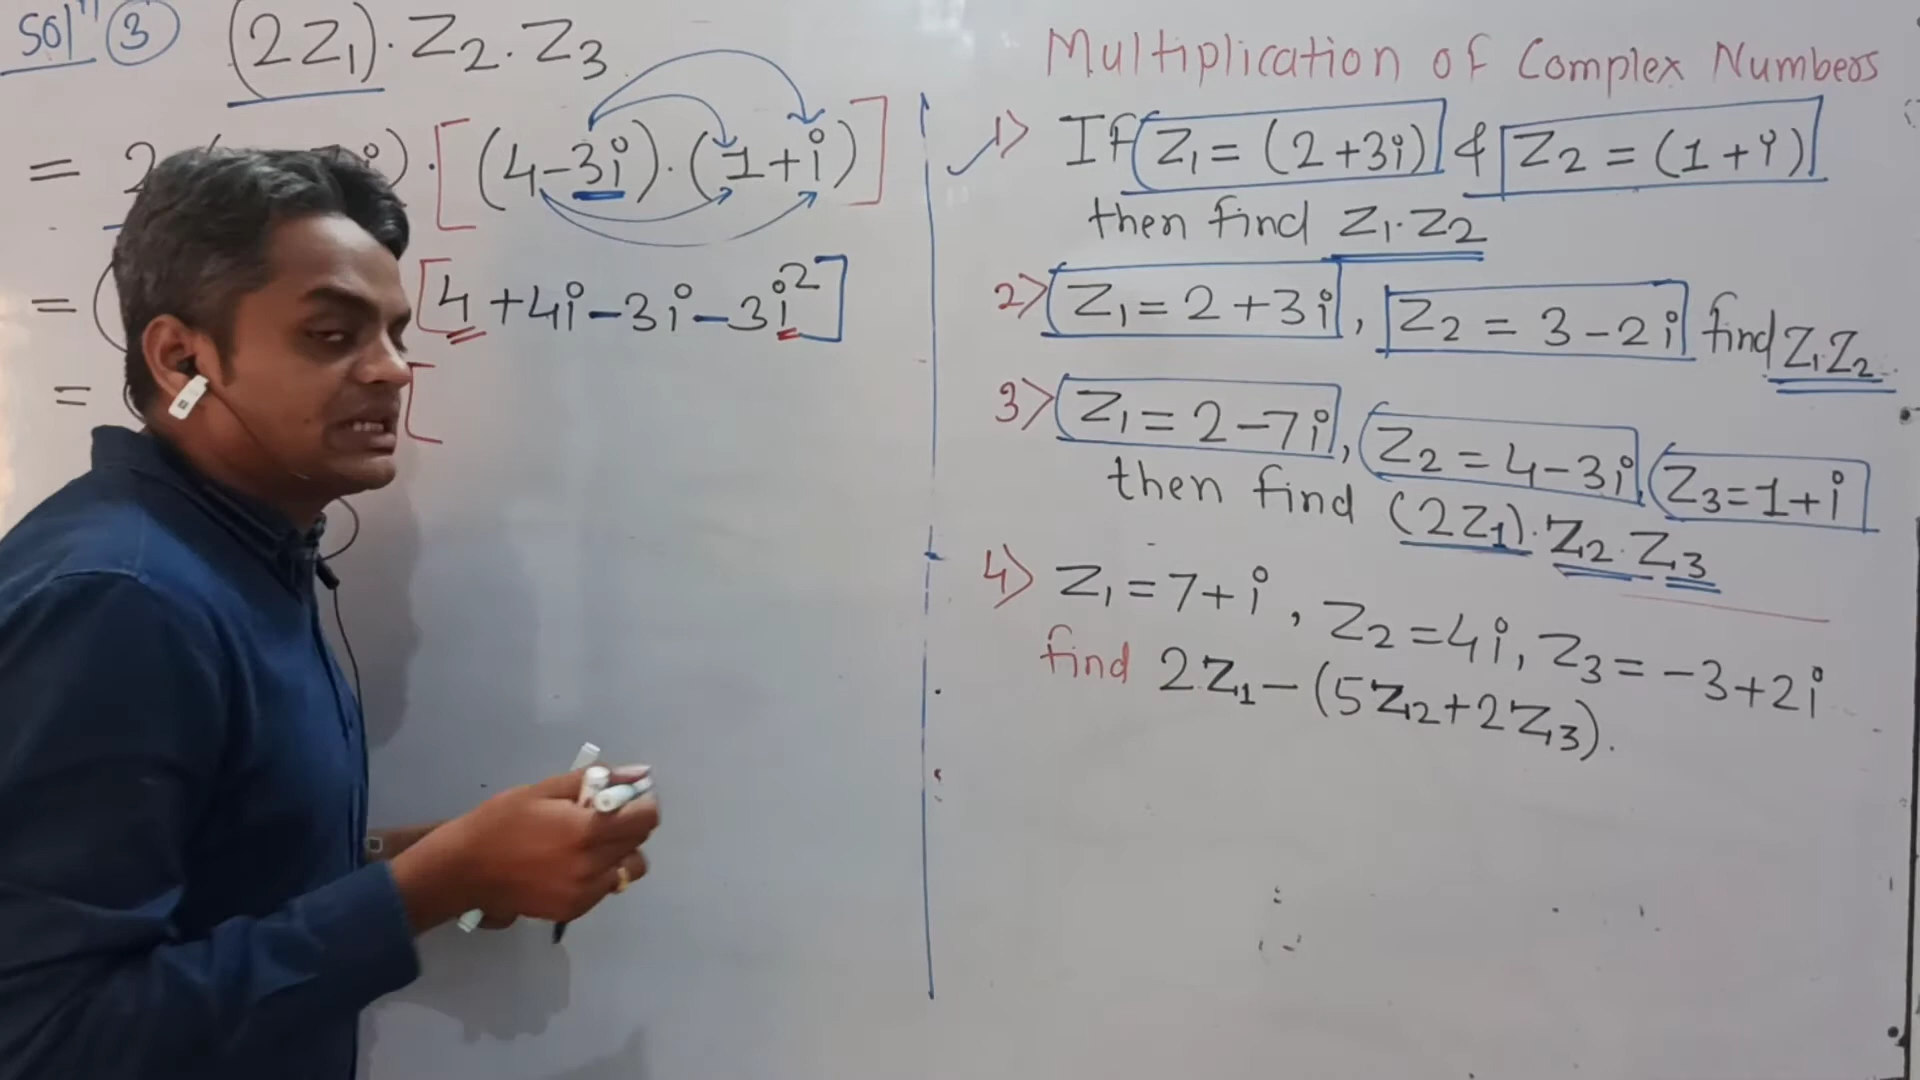 Solⁿ ③ (2Z₁)·Z₂·Z₃
= 2 i)·[(4-3i)·(1+i)]
= ( [4+4i-3i-3i²]
= [
Multiplication of Complex Numbers
1> If Z₁=(2+3i) & Z₂=(1+i)
then find Z₁·Z₂
2> Z₁=2+3i, Z₂=3-2i find Z₁Z₂
3> Z₁=2-7i, Z₂=4-3i, Z₃=1+i
then find (2Z₁)·Z₂·Z₃
4> Z₁=7+i, Z₂=4i, Z₃=-3+2i
find 2Z₁-(5Z₂+2Z₃).